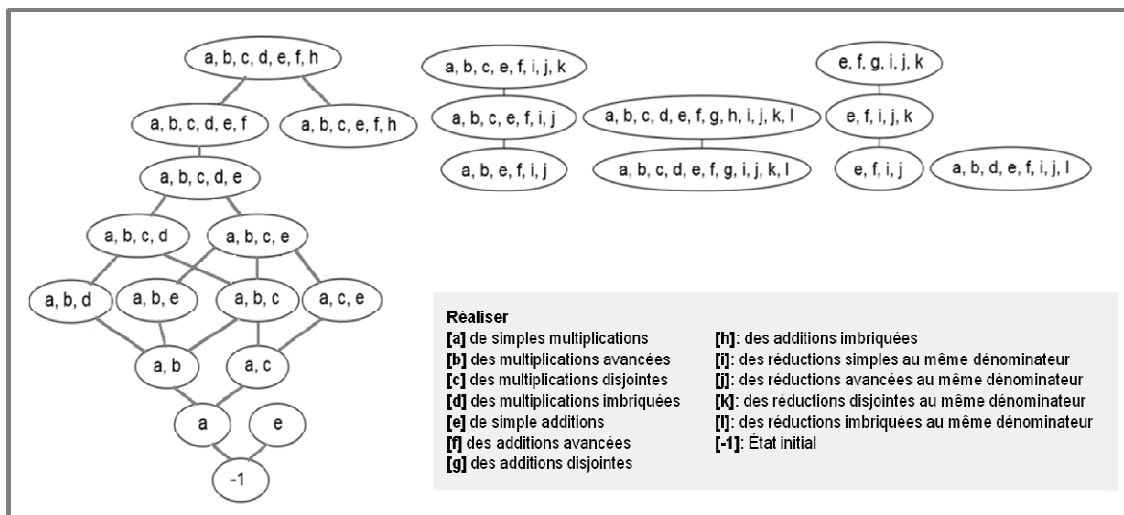 a, b, c, d, e, f, h
a, b, c, d, e, f
a, b, c, e, f, h
a, b, c, d, e
a, b, c, d
a, b, c, e
a, b, d
a, b, e
a, b, c
a, c, e
a, b
a, c
a
e
-1
a, b, c, e, f, i, j, k
a, b, c, e, f, i, j
a, b, e, f, i, j
a, b, c, d, e, f, g, h, i, j, k, l
a, b, c, d, e, f, g, i, j, k, l
e, f, g, i, j, k
e, f, i, j, k
e, f, i, j
a, b, d, e, f, i, j, l
Réaliser
[a] de simples multiplications
[b] des multiplications avancées
[c] des multiplications disjointes
[d] des multiplications imbriquées
[e] de simple additions
[f] des additions avancées
[g] des additions disjointes
[h]: des additions imbriquées
[i]: des réductions simples au même dénominateur
[j]: des réductions avancées au même dénominateur
[k]: des réductions disjointes au même dénominateur
[l]: des réductions imbriquées au même dénominateur
[-1]: État initial